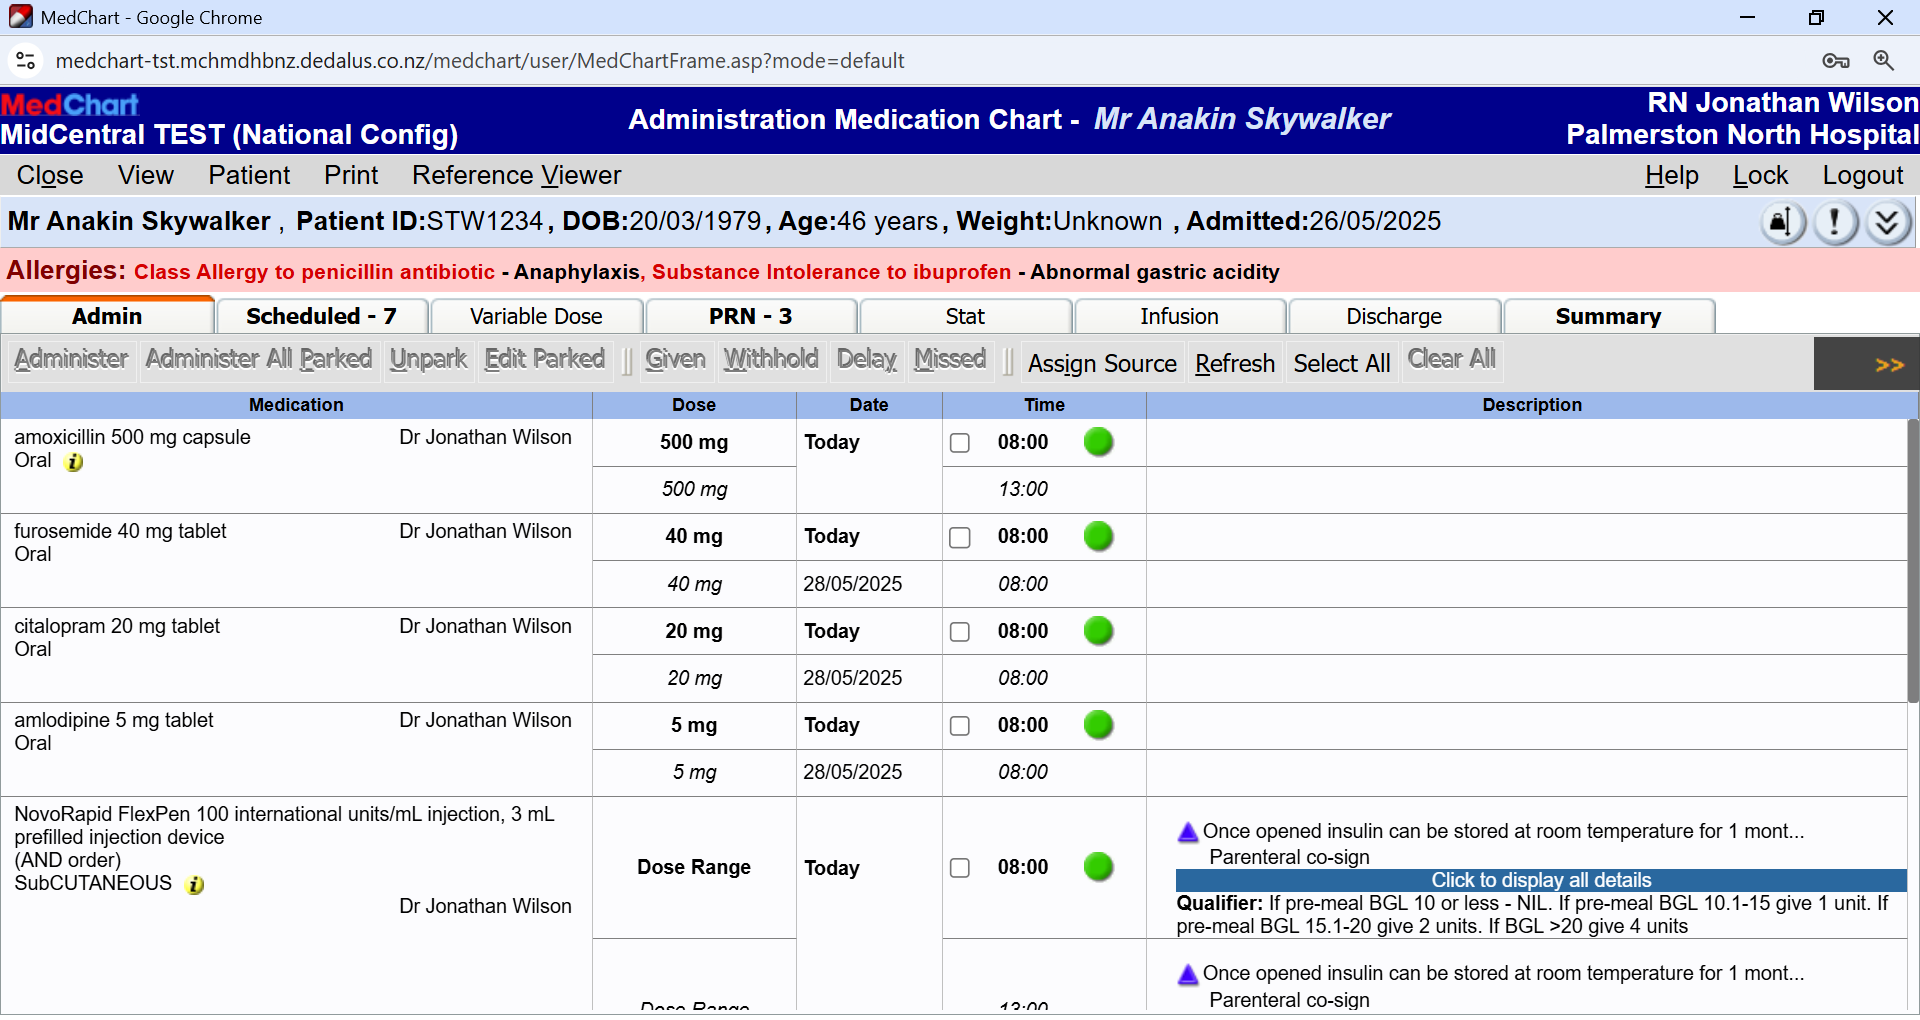 MedChart - Google Chrome
medchart-tst.mchmdhbnz.dedalus.co.nz/medchart/user/MedChartFrame.asp?mode=default
MedChart
MidCentral TEST (National Config)
Administration Medication Chart - Mr Anakin Skywalker
RN Jonathan Wilson
Palmerston North Hospital
Close View Patient Print Reference Viewer Help Lock Logout
Mr Anakin Skywalker , Patient ID:STW1234, DOB:20/03/1979, Age:46 years, Weight:Unknown , Admitted:26/05/2025
Allergies: Class Allergy to penicillin antibiotic - Anaphylaxis, Substance Intolerance to ibuprofen - Abnormal gastric acidity
Admin Scheduled - 7 Variable Dose PRN - 3 Stat Infusion Discharge Summary
Administer Administer All Parked Unpark Edit Parked Given Withhold Delay Missed Assign Source Refresh Select All Clear All >>
Medication Dose Date Time Description
amoxicillin 500 mg capsule Dr Jonathan Wilson 500 mg Today 08:00
Oral
500 mg 13:00
furosemide 40 mg tablet Dr Jonathan Wilson 40 mg Today 08:00
Oral
40 mg 28/05/2025 08:00
citalopram 20 mg tablet Dr Jonathan Wilson 20 mg Today 08:00
Oral
20 mg 28/05/2025 08:00
amlodipine 5 mg tablet Dr Jonathan Wilson 5 mg Today 08:00
Oral
5 mg 28/05/2025 08:00
NovoRapid FlexPen 100 international units/mL injection, 3 mL
prefilled injection device
(AND order)
SubCUTANEOUS
Dr Jonathan Wilson
Dose Range Today 08:00
Once opened insulin can be stored at room temperature for 1 mont...
Parenteral co-sign
Click to display all details
Qualifier: If pre-meal BGL 10 or less - NIL. If pre-meal BGL 10.1-15 give 1 unit. If
pre-meal BGL 15.1-20 give 2 units. If BGL >20 give 4 units
Once opened insulin can be stored at room temperature for 1 mont...
Parenteral co-sign
Dose Range 13:00